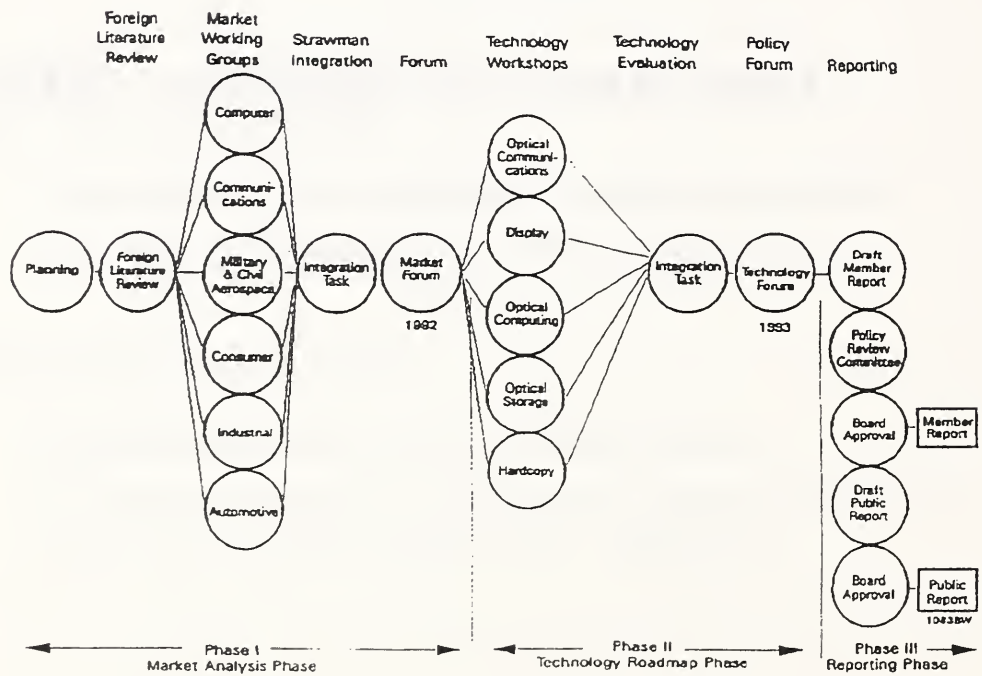 Foreign
Literature
Review
Market
Working
Groups
Strawman
Integration
Forum
Technology
Workshops
Technology
Evaluation
Policy
Forum
Reporting
Planning
Foreign
Literature
Review
Computer
Communi-
cations
Military
& Civil
Aerospace
Consumer
Industrial
Automotive
Integration
Task
Market
Forum
1992
Optical
Communi-
cations
Display
Optical
Computing
Optical
Storage
Hardcopy
Integration
Task
Technology
Forum
1993
Draft
Member
Report
Policy
Review
Committee
Board
Approval
Member
Report
Draft
Public
Report
Board
Approval
Public
Report
10438W
Phase I
Market Analysis Phase
Phase II
Technology Roadmap Phase
Phase III
Reporting Phase